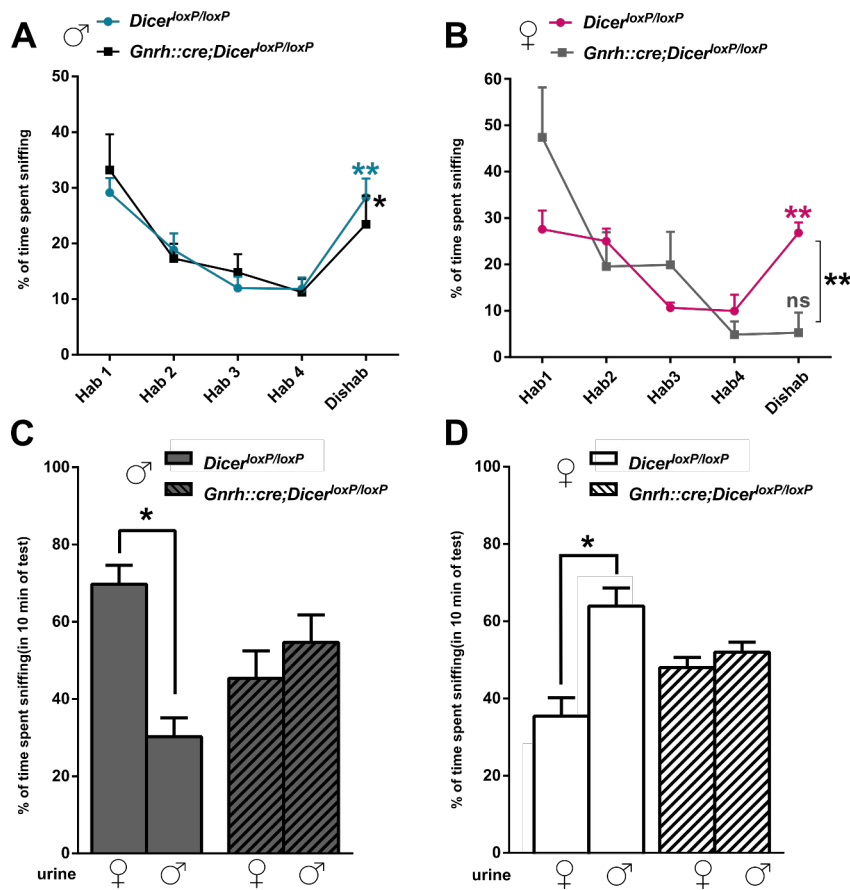 A
♂
Dicer^loxP/loxP
Gnrh::cre;Dicer^loxP/loxP
% of time spent sniffing
50
40
30
20
10
0
**
*
Hab 1
Hab 2
Hab 3
Hab 4
Dishab
B
♀
Dicer^loxP/loxP
Gnrh::cre;Dicer^loxP/loxP
% of time spent sniffing
60
50
40
30
20
10
0
**
**
ns
Hab1
Hab2
Hab3
Hab4
Dishab
C
♂
Dicer^loxP/loxP
Gnrh::cre;Dicer^loxP/loxP
% of time spent sniffing(in 10 min of test)
100
80
60
40
20
0
*
urine ♀ ♂ ♀ ♂
D
♀
Dicer^loxP/loxP
Gnrh::cre;Dicer^loxP/loxP
% of time spent sniffing(in 10 min of test)
100
80
60
40
20
0
*
urine ♀ ♂ ♀ ♂